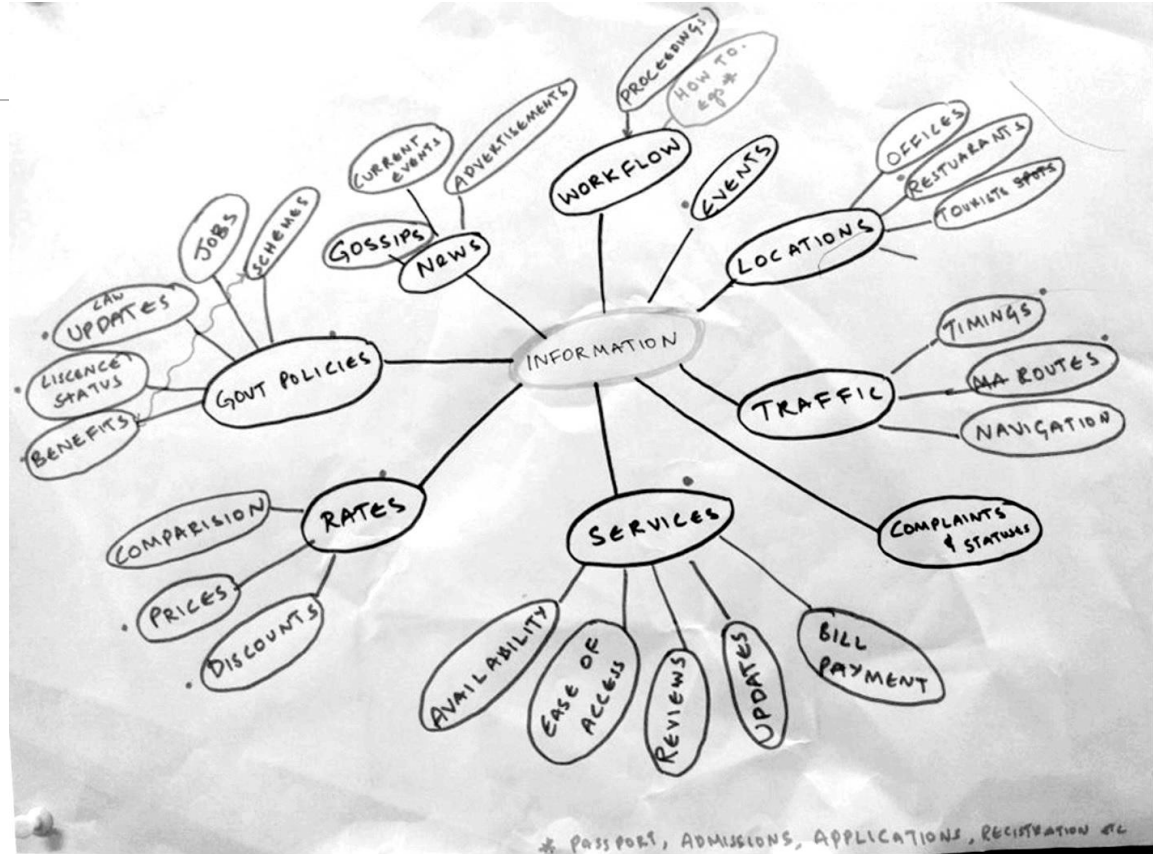 PROCEEDINGS
HOW TO.
CURRENT
EVENTS
ADVERTISEMENTS
WORKFLOW
EVENTS
OFFICES
RESTUARANTS
TOURISTS SPOTS
JOBS
SCHEMES
GOSSIPS
NEWS
LOCATIONS
LAW
UPDATES
LISCENCE
STATUS
BENEFITS
GOVT POLICIES
INFORMATION
TIMINGS
ROUTES
TRAFFIC
NAVIGATION
COMPARISION
RATES
PRICES
DISCOUNTS
SERVICES
COMPLAINTS
& STATUSES
AVAILABILITY
EASE OF
ACCESS
REVIEWS
UPDATES
BILL
PAYMENT
* PASSPORT, ADMISSIONS, APPLICATIONS, REGISTRATION ETC